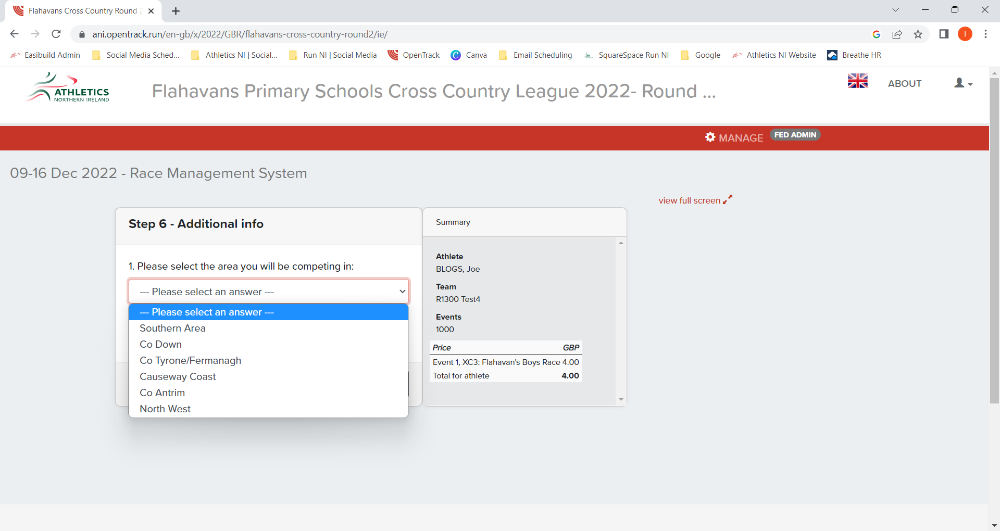 Flahavans Cross Country Round 2
ani.opentrack.run/en-gb/x/2022/GBR/flahavans-cross-country-round2/ie/
I
Easibuild Admin
Social Media Sched...
Athletics NI | Social...
Run NI | Social Media
OpenTrack
Canva
Email Scheduling
SquareSpace Run NI
Google
Athletics NI Website
Breathe HR
ATHLETICS
NORTHERN IRELAND
Flahavans Primary Schools Cross Country League 2022- Round ...
ABOUT
MANAGE
FED ADMIN
09-16 Dec 2022 - Race Management System
view full screen
Step 6 - Additional info
1. Please select the area you will be competing in:
--- Please select an answer ---
--- Please select an answer ---
Southern Area
Co Down
Co Tyrone/Fermanagh
Causeway Coast
Co Antrim
North West
Summary
Athlete
BLOGS, Joe
Team
R1300 Test4
Events
1000
Price GBP
Event 1, XC3: Flahavan's Boys Race 4.00
Total for athlete 4.00